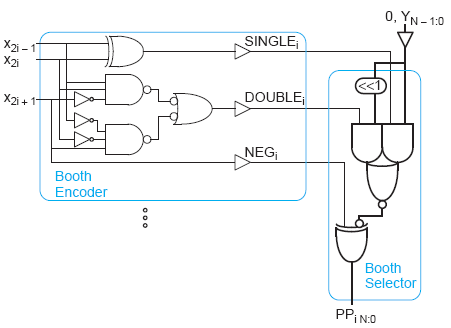 0, Y_{N – 1:0}
x_{2i – 1}
x_{2i}
SINGLE_i
<<1
x_{2i + 1}
DOUBLE_i
NEG_i
Booth
Encoder
Booth
Selector
PP_{i N:0}